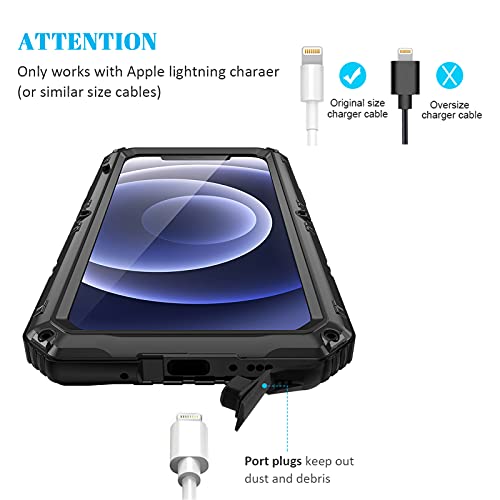 ATTENTION
Only works with Apple lightning charaer
(or similar size cables)
Original size
charger cable
Oversize
charger cable
Port plugs keep out
dust and debris